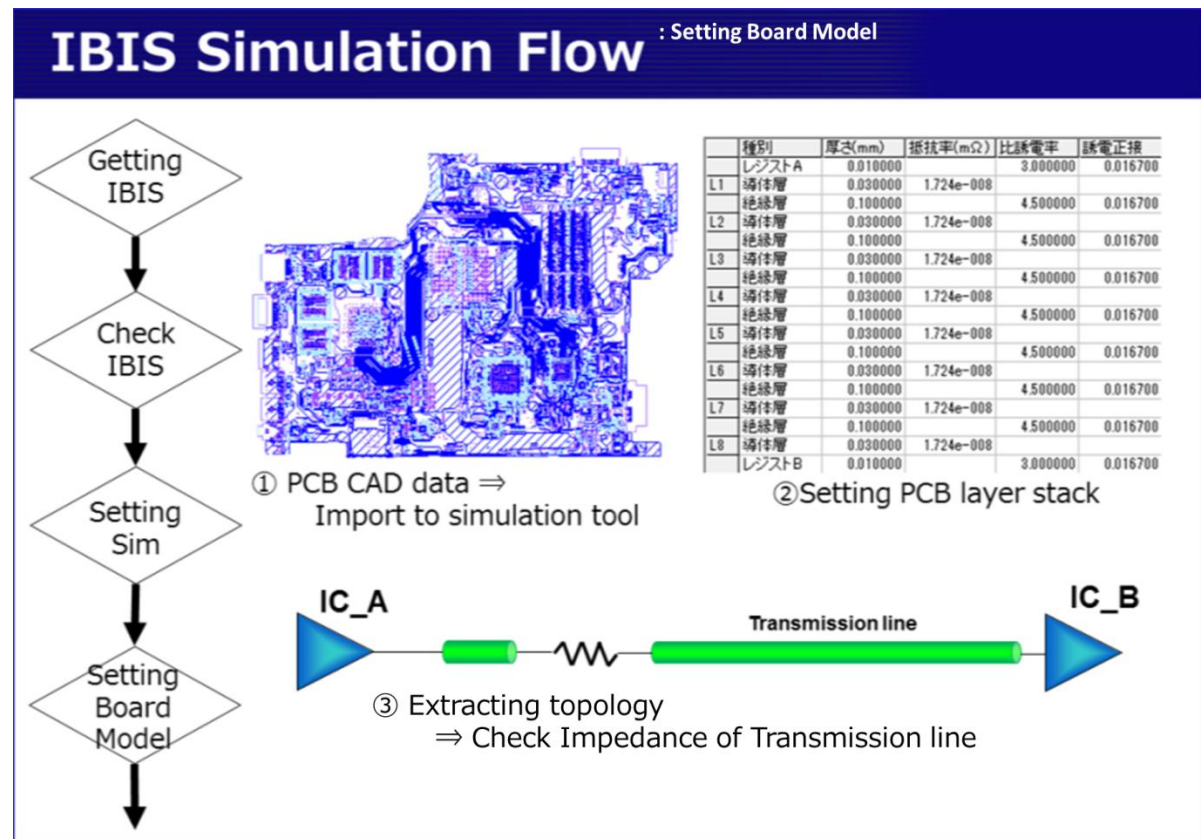 IBIS Simulation Flow : Setting Board Model
Getting
IBIS
Check
IBIS
Setting
Sim
Setting
Board
Model
① PCB CAD data ⇒
Import to simulation tool
種別 厚さ(mm) 抵抗率(mΩ) 比誘電率 誘電正接
レジストA 0.010000 3.000000 0.016700
L1 導体層 0.030000 1.724e-008
絶縁層 0.100000 4.500000 0.016700
L2 導体層 0.030000 1.724e-008
絶縁層 0.100000 4.500000 0.016700
L3 導体層 0.030000 1.724e-008
絶縁層 0.100000 4.500000 0.016700
L4 導体層 0.030000 1.724e-008
絶縁層 0.100000 4.500000 0.016700
L5 導体層 0.030000 1.724e-008
絶縁層 0.100000 4.500000 0.016700
L6 導体層 0.030000 1.724e-008
絶縁層 0.100000 4.500000 0.016700
L7 導体層 0.030000 1.724e-008
絶縁層 0.100000 4.500000 0.016700
L8 導体層 0.030000 1.724e-008
レジストB 0.010000 3.000000 0.016700
②Setting PCB layer stack
IC_A
Transmission line
IC_B
③ Extracting topology
⇒ Check Impedance of Transmission line